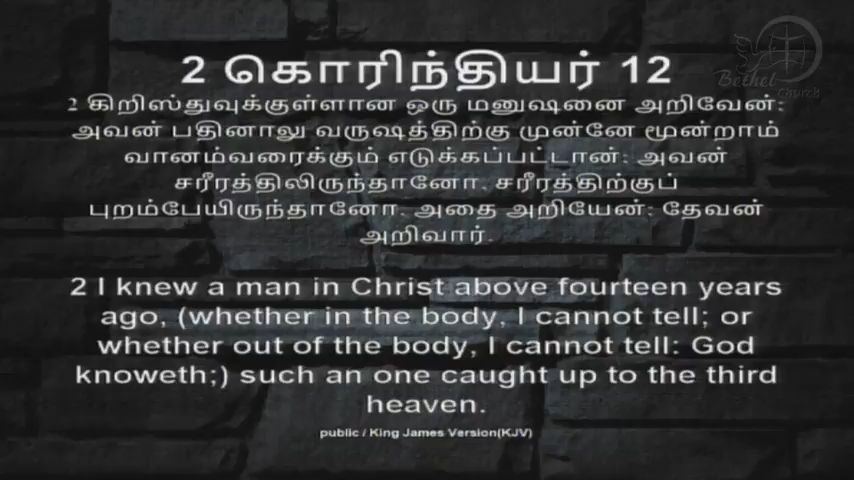 Bethel
Church
2 கொரிந்தியர் 12
2 கிறிஸ்துவுக்குள்ளான ஒரு மனுஷனை அறிவேன்;
அவன் பதினாலு வருஷத்திற்கு முன்னே மூன்றாம்
வானம்வரைக்கும் எடுக்கப்பட்டான்; அவன்
சரீரத்திலிருந்தானோ, சரீரத்திற்குப்
புறம்பேயிருந்தானோ, அதை அறியேன்; தேவன்
அறிவார்.
2 I knew a man in Christ above fourteen years
ago, (whether in the body, I cannot tell; or
whether out of the body, I cannot tell: God
knoweth;) such an one caught up to the third
heaven.
public / King James Version(KJV)